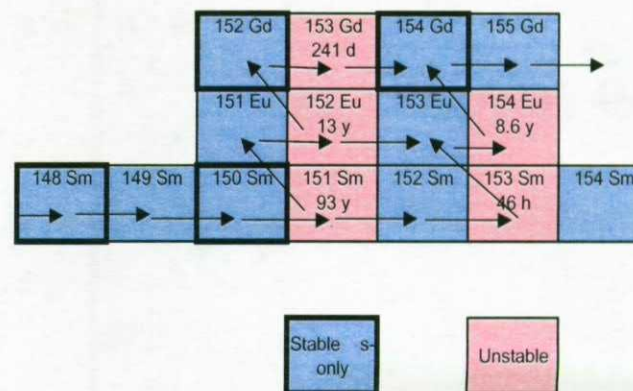 152 Gd 153 Gd 154 Gd 155 Gd
241 d
151 Eu 152 Eu 153 Eu 154 Eu
13 y 8.6 y
148 Sm 149 Sm 150 Sm 151 Sm 152 Sm 153 Sm 154 Sm
93 y 46 h
Stable s-
only
Unstable